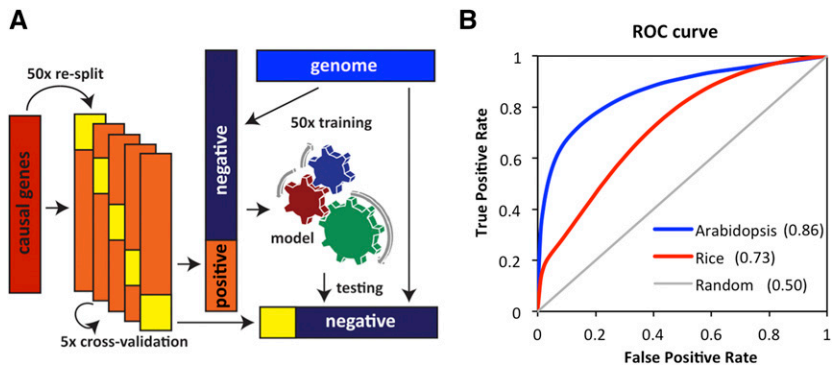 A
50x re-split
genome
causal genes
negative
positive
50x training
model
testing
negative
5x cross-validation
B
ROC curve
True Positive Rate
1
0.8
0.6
0.4
0.2
0
Arabidopsis (0.86)
Rice (0.73)
Random (0.50)
0 0.2 0.4 0.6 0.8 1
False Positive Rate